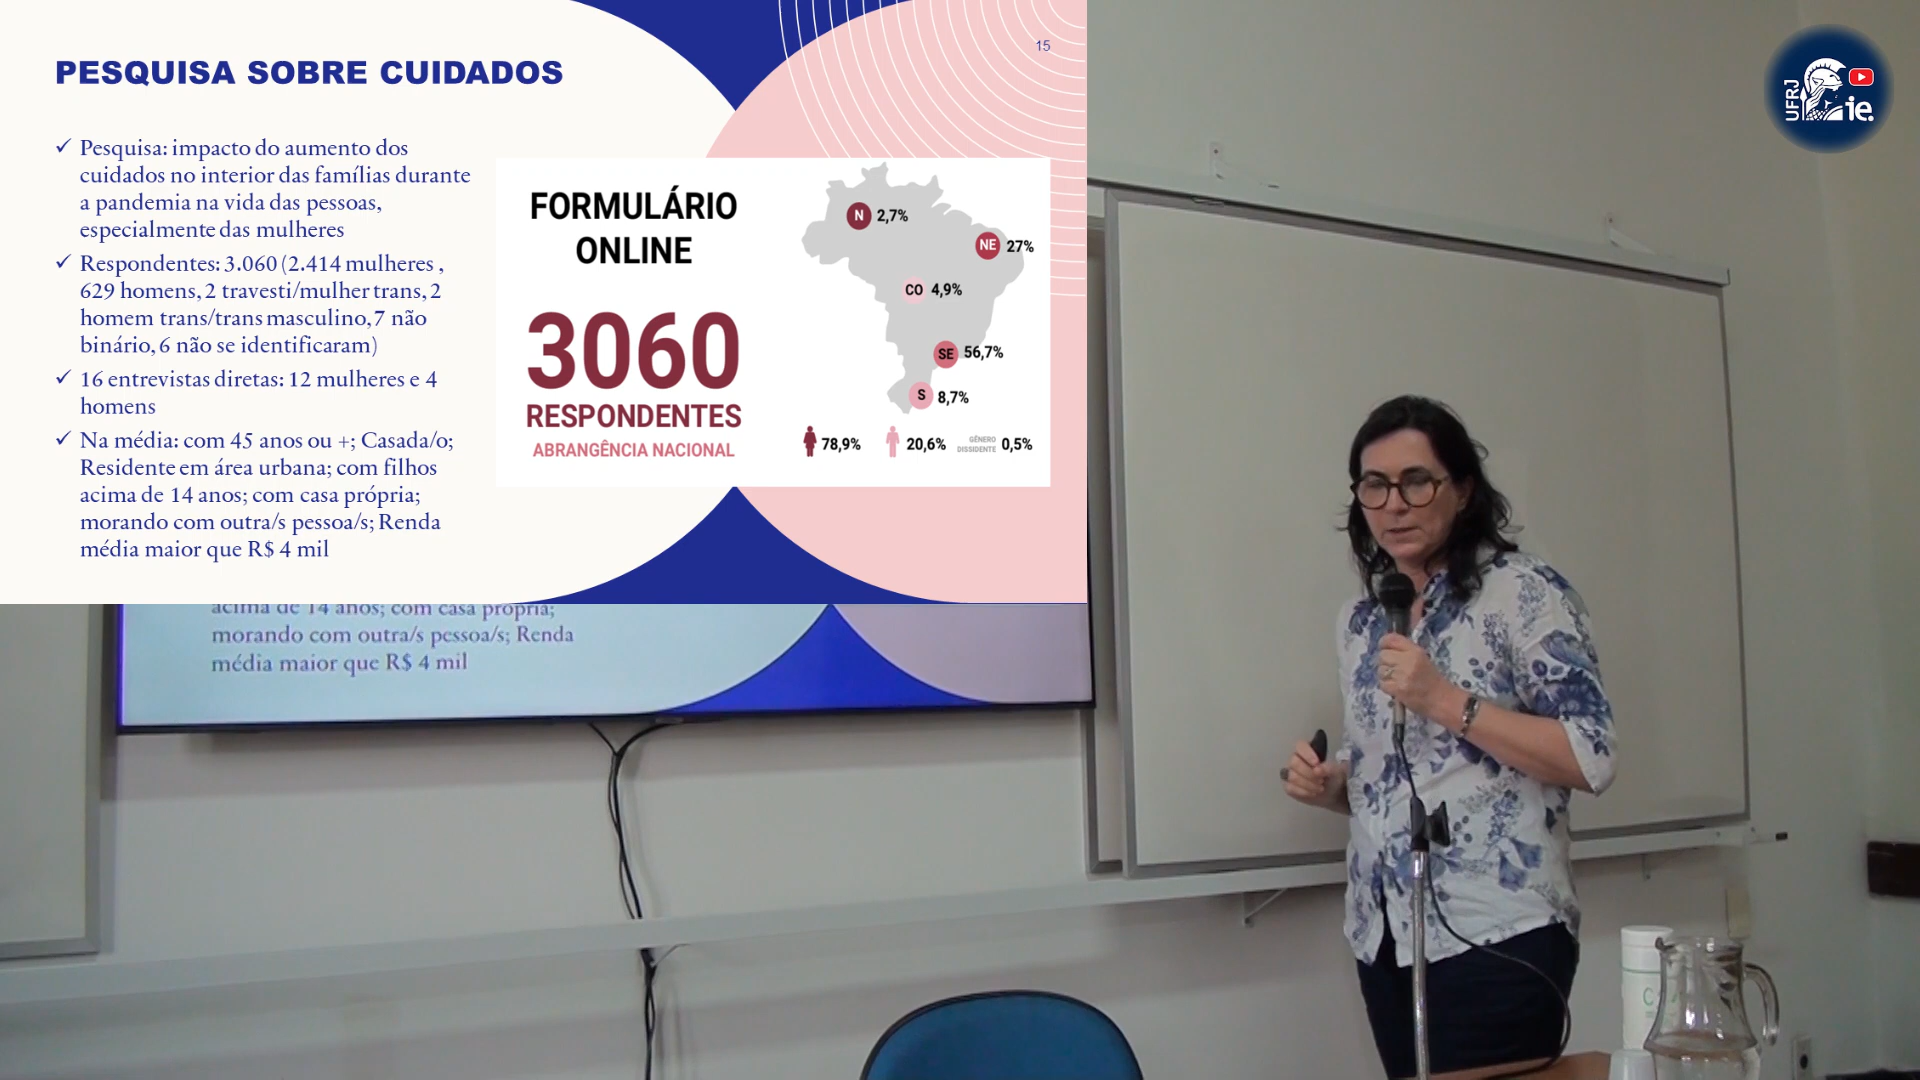 15
PESQUISA SOBRE CUIDADOS
✓ Pesquisa: impacto do aumento dos
cuidados no interior das famílias durante
a pandemia na vida das pessoas,
especialmente das mulheres
✓ Respondentes: 3.060 (2.414 mulheres ,
629 homens, 2 travesti/mulher trans, 2
homem trans/trans masculino, 7 não
binário, 6 não se identificaram)
✓ 16 entrevistas diretas: 12 mulheres e 4
homens
✓ Na média: com 45 anos ou +; Casada/o;
Residente em área urbana; com filhos
acima de 14 anos; com casa própria;
morando com outra/s pessoa/s; Renda
média maior que R$ 4 mil
FORMULÁRIO
ONLINE
3060
RESPONDENTES
ABRANGÊNCIA NACIONAL
N 2,7%
NE 27%
CO 4,9%
SE 56,7%
S 8,7%
78,9%
20,6%
GÊNERO
DISSIDENTE
0,5%
acima de 14 anos; com casa própria;
morando com outra/s pessoa/s; Renda
média maior que R$ 4 mil
UFRJ
ie.